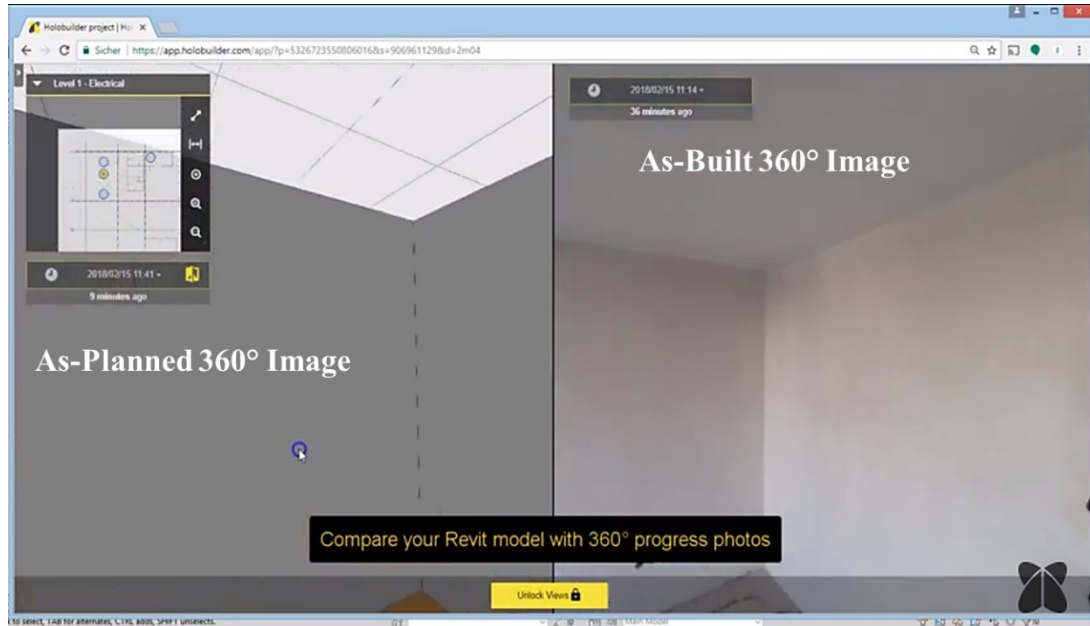 Holobuilder project | Hol
Sicher | https://app.holobuilder.com/app/?p=5326723550806016&s=906961129&id=2m04
Level 1 - Electrical
2018/02/15 11:14
36 minutes ago
As-Built 360° Image
2018/02/15 11:41
9 minutes ago
As-Planned 360° Image
Compare your Revit model with 360° progress photos
Unlock Views
to select, TAB for alternates, CTRL adds, SHIFT unselects.
Main Model